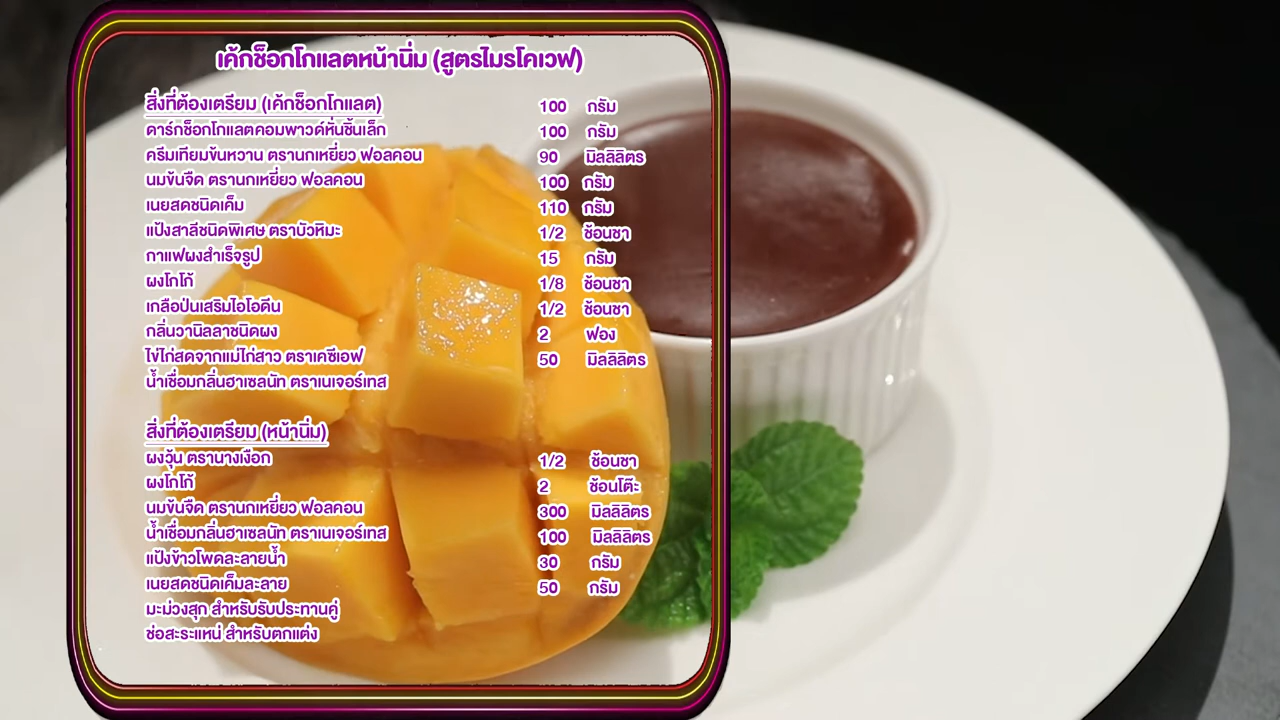 เค้กช็อกโกแลตหน้านิ่ม (สูตรไมรโคเวฟ)
สิ่งที่ต้องเตรียม (เค้กช็อกโกแลต) 100 กรัม
ดาร์กช็อกโกแลตคอมพาวด์หั่นชิ้นเล็ก 100 กรัม
ครีมเทียมข้นหวาน ตรานกเหยี่ยว ฟอลคอน 90 มิลลิลิตร
นมข้นจืด ตรานกเหยี่ยว ฟอลคอน 100 กรัม
เนยสดชนิดเค็ม 110 กรัม
แป้งสาลีชนิดพิเศษ ตราบัวหิมะ 1/2 ช้อนชา
กาแฟผงสำเร็จรูป 15 กรัม
ผงโกโก้ 1/8 ช้อนชา
เกลือป่นเสริมไอโอดีน 1/2 ช้อนชา
กลิ่นวานิลลาชนิดผง 2 ฟอง
ไข่ไก่สดจากแม่ไก่สาว ตราเคซีเอฟ 50 มิลลิลิตร
น้ำเชื่อมกลิ่นฮาเซลนัท ตราเนเจอร์เทส
สิ่งที่ต้องเตรียม (หน้านิ่ม)
ผงวุ้น ตรานางเงือก 1/2 ช้อนชา
ผงโกโก้ 2 ช้อนโต๊ะ
นมข้นจืด ตรานกเหยี่ยว ฟอลคอน 300 มิลลิลิตร
น้ำเชื่อมกลิ่นฮาเซลนัท ตราเนเจอร์เทส 100 มิลลิลิตร
แป้งข้าวโพดละลายน้ำ 30 กรัม
เนยสดชนิดเค็มละลาย 50 กรัม
มะม่วงสุก สำหรับรับประทานคู่
ช่อสะระแหน่ สำหรับตกแต่ง